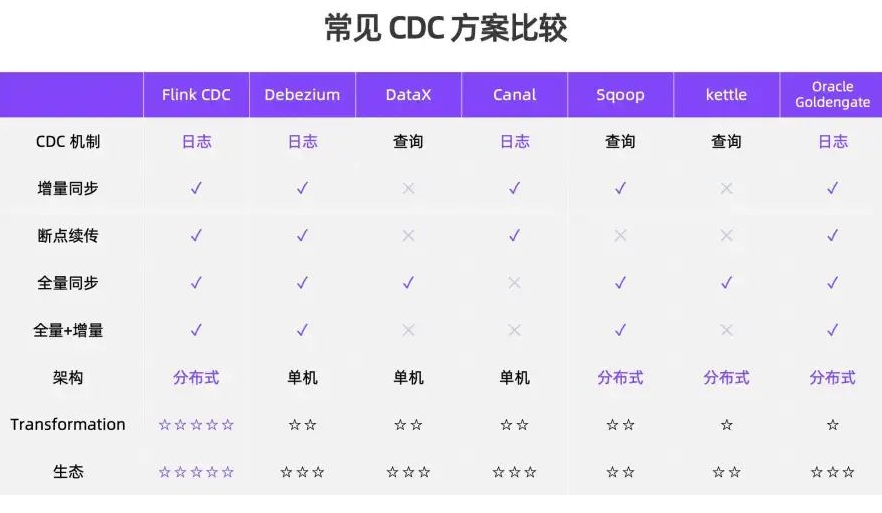 常见 CDC 方案比较
Flink CDC Debezium DataX Canal Sqoop kettle Oracle Goldengate
CDC 机制 日志 日志 查询 日志 查询 查询 日志
增量同步 ✓ ✓ × ✓ ✓ × ✓
断点续传 ✓ ✓ × ✓ × × ✓
全量同步 ✓ ✓ ✓ × ✓ ✓ ✓
全量+增量 ✓ ✓ × × ✓ × ✓
架构 分布式 单机 单机 单机 分布式 分布式 分布式
Transformation ☆☆☆☆☆ ☆☆ ☆☆ ☆☆ ☆☆ ☆ ☆
生态 ☆☆☆☆☆ ☆☆☆ ☆☆☆ ☆☆☆ ☆☆ ☆☆ ☆☆☆